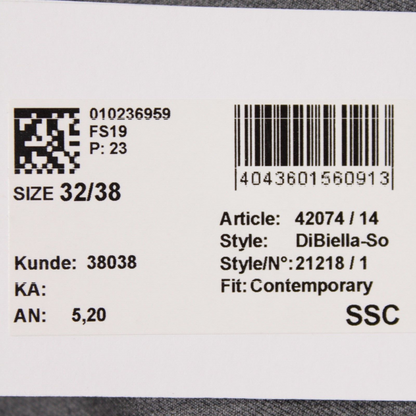 010236959
FS19
P: 23
4043601560913
SIZE 32/38
Article: 42074 / 14
Style: DiBiella-So
Kunde: 38038
Style/N°: 21218 / 1
KA:
Fit: Contemporary
AN: 5,20
SSC